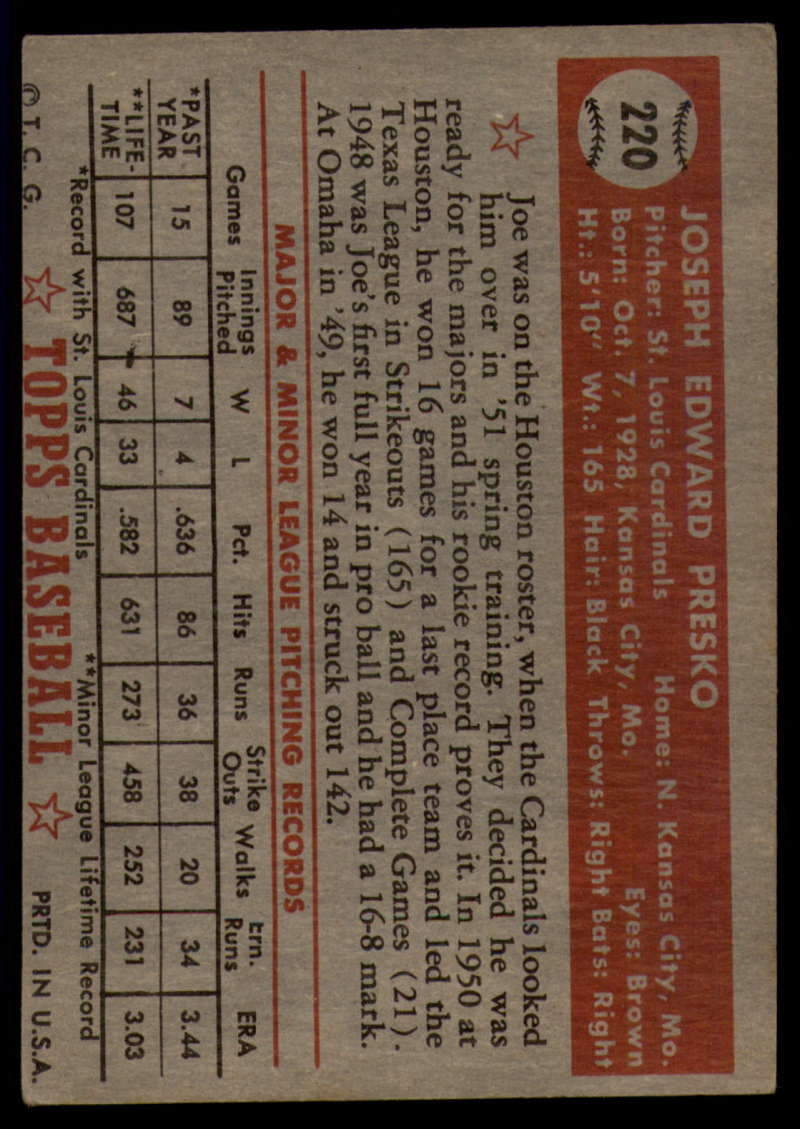 220
JOSEPH EDWARD PRESKO
Pitcher: St. Louis Cardinals Home: N. Kansas City, Mo.
Born: Oct. 7, 1928, Kansas City, Mo. Eyes: Brown
Ht.: 5'10" Wt.: 165 Hair: Black Throws: Right Bats: Right
Joe was on the Houston roster, when the Cardinals looked
him over in '51 spring training. They decided he was
ready for the majors and his rookie record proves it. In 1950 at
Houston, he won 16 games for a last place team and led the
Texas League in Strikeouts (165) and Complete Games (21).
1948 was Joe's first full year in pro ball and he had a 16-8 mark.
At Omaha in '49, he won 14 and struck out 142.
MAJOR & MINOR LEAGUE PITCHING RECORDS
Games Innings Pitched W L Pct. Hits Runs Strike Outs Walks Ern. Runs ERA
*PAST YEAR 15 89 7 4 .636 86 36 38 20 34 3.44
**LIFE-TIME 107 687 46 33 .582 631 273 458 252 231 3.03
*Record with St. Louis Cardinals **Minor League Lifetime Record
© T. C. G. TOPPS BASEBALL PRTD. IN U.S.A.